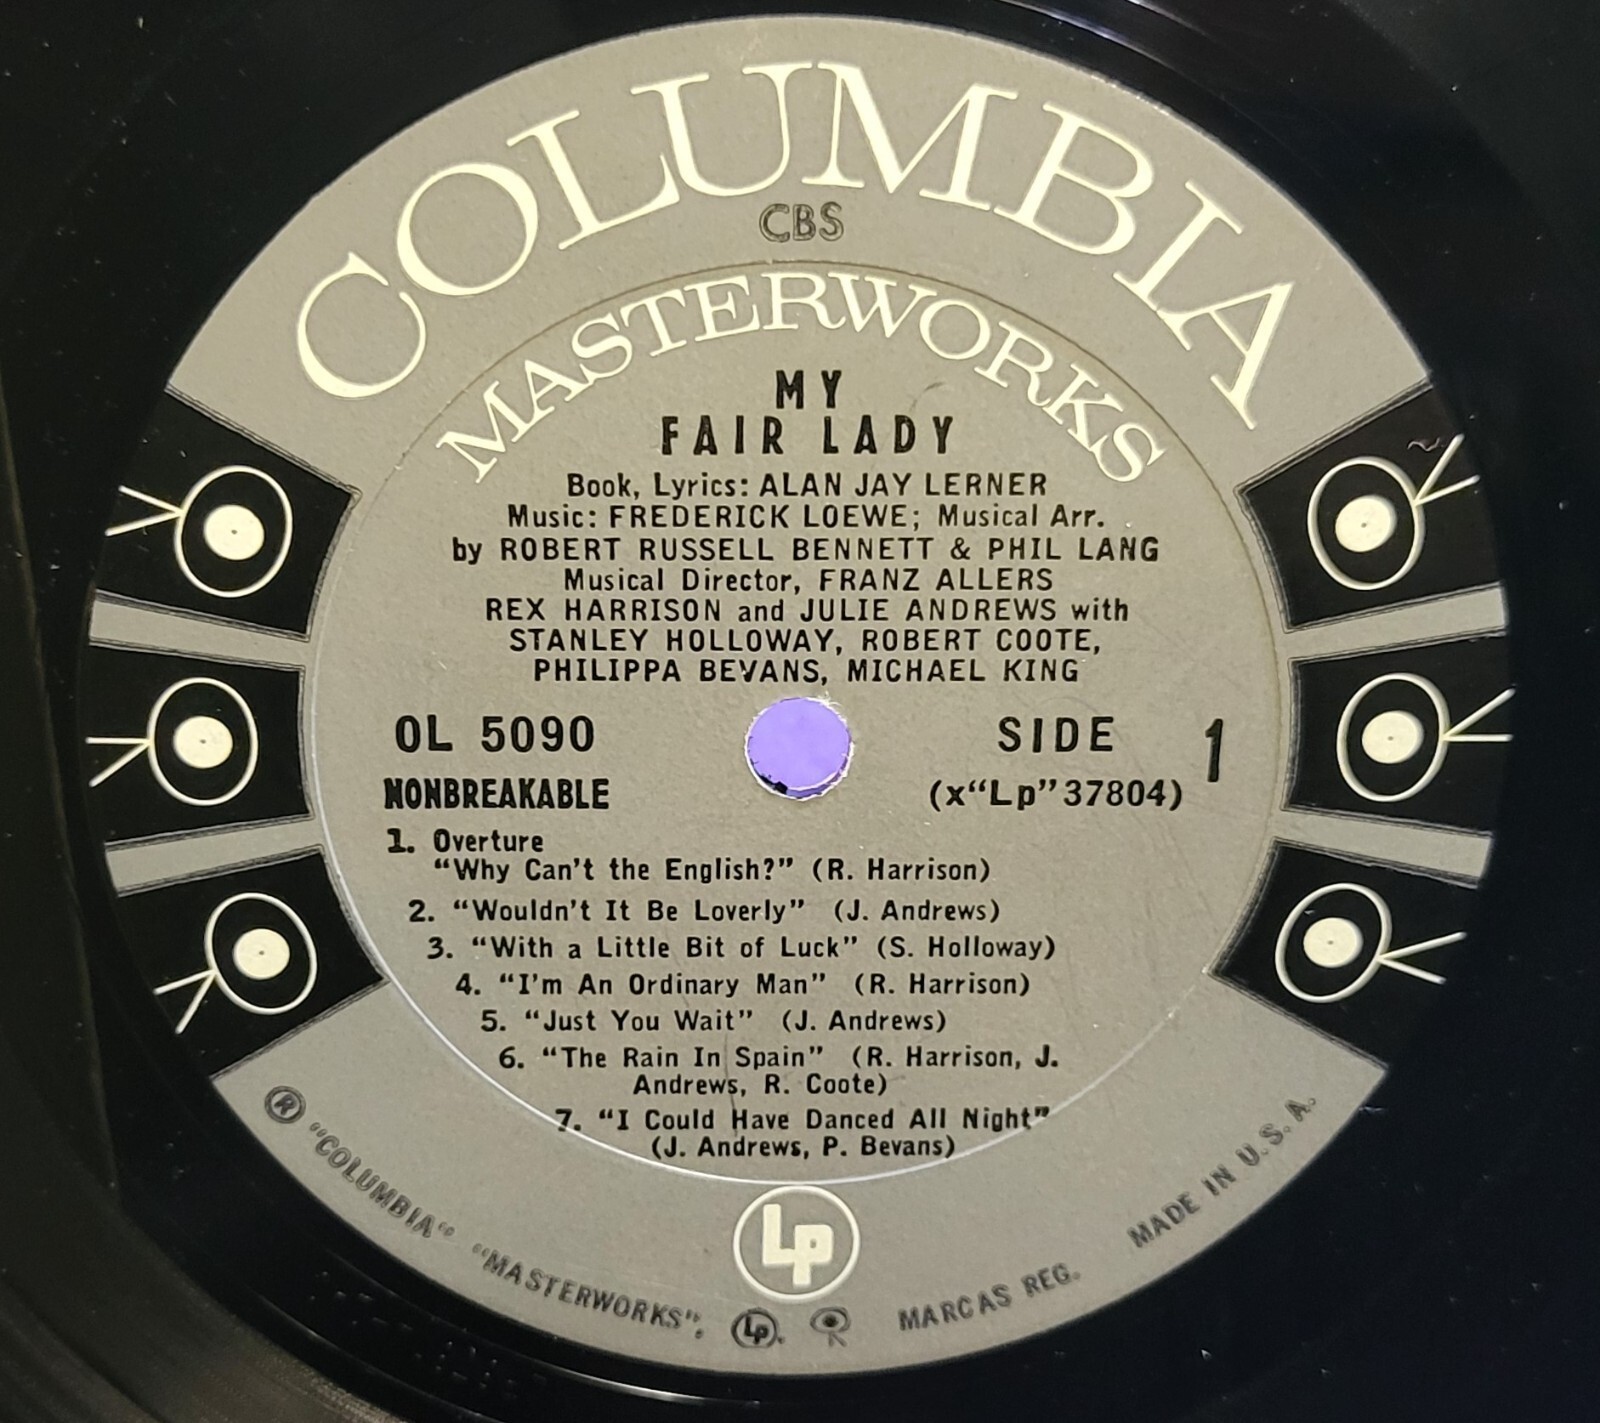 COLUMBIA
CBS
MASTERWORKS
MY
FAIR LADY
Book, Lyrics: ALAN JAY LERNER
Music: FREDERICK LOEWE; Musical Arr.
by ROBERT RUSSELL BENNETT & PHIL LANG
Musical Director, FRANZ ALLERS
REX HARRISON and JULIE ANDREWS with
STANLEY HOLLOWAY, ROBERT COOTE,
PHILIPPA BEVANS, MICHAEL KING
OL 5090
SIDE 1
NONBREAKABLE
(x“Lp”37804)
1. Overture
“Why Can't the English?” (R. Harrison)
2. “Wouldn't It Be Loverly” (J. Andrews)
3. “With a Little Bit of Luck” (S. Holloway)
4. “I'm An Ordinary Man” (R. Harrison)
5. “Just You Wait” (J. Andrews)
6. “The Rain In Spain” (R. Harrison, J.
Andrews, R. Coote)
7. “I Could Have Danced All Night”
(J. Andrews, P. Bevans)
Lp
® “COLUMBIA“ “MASTERWORKS”, Lp. MARCAS REG. MADE IN U.S.A.